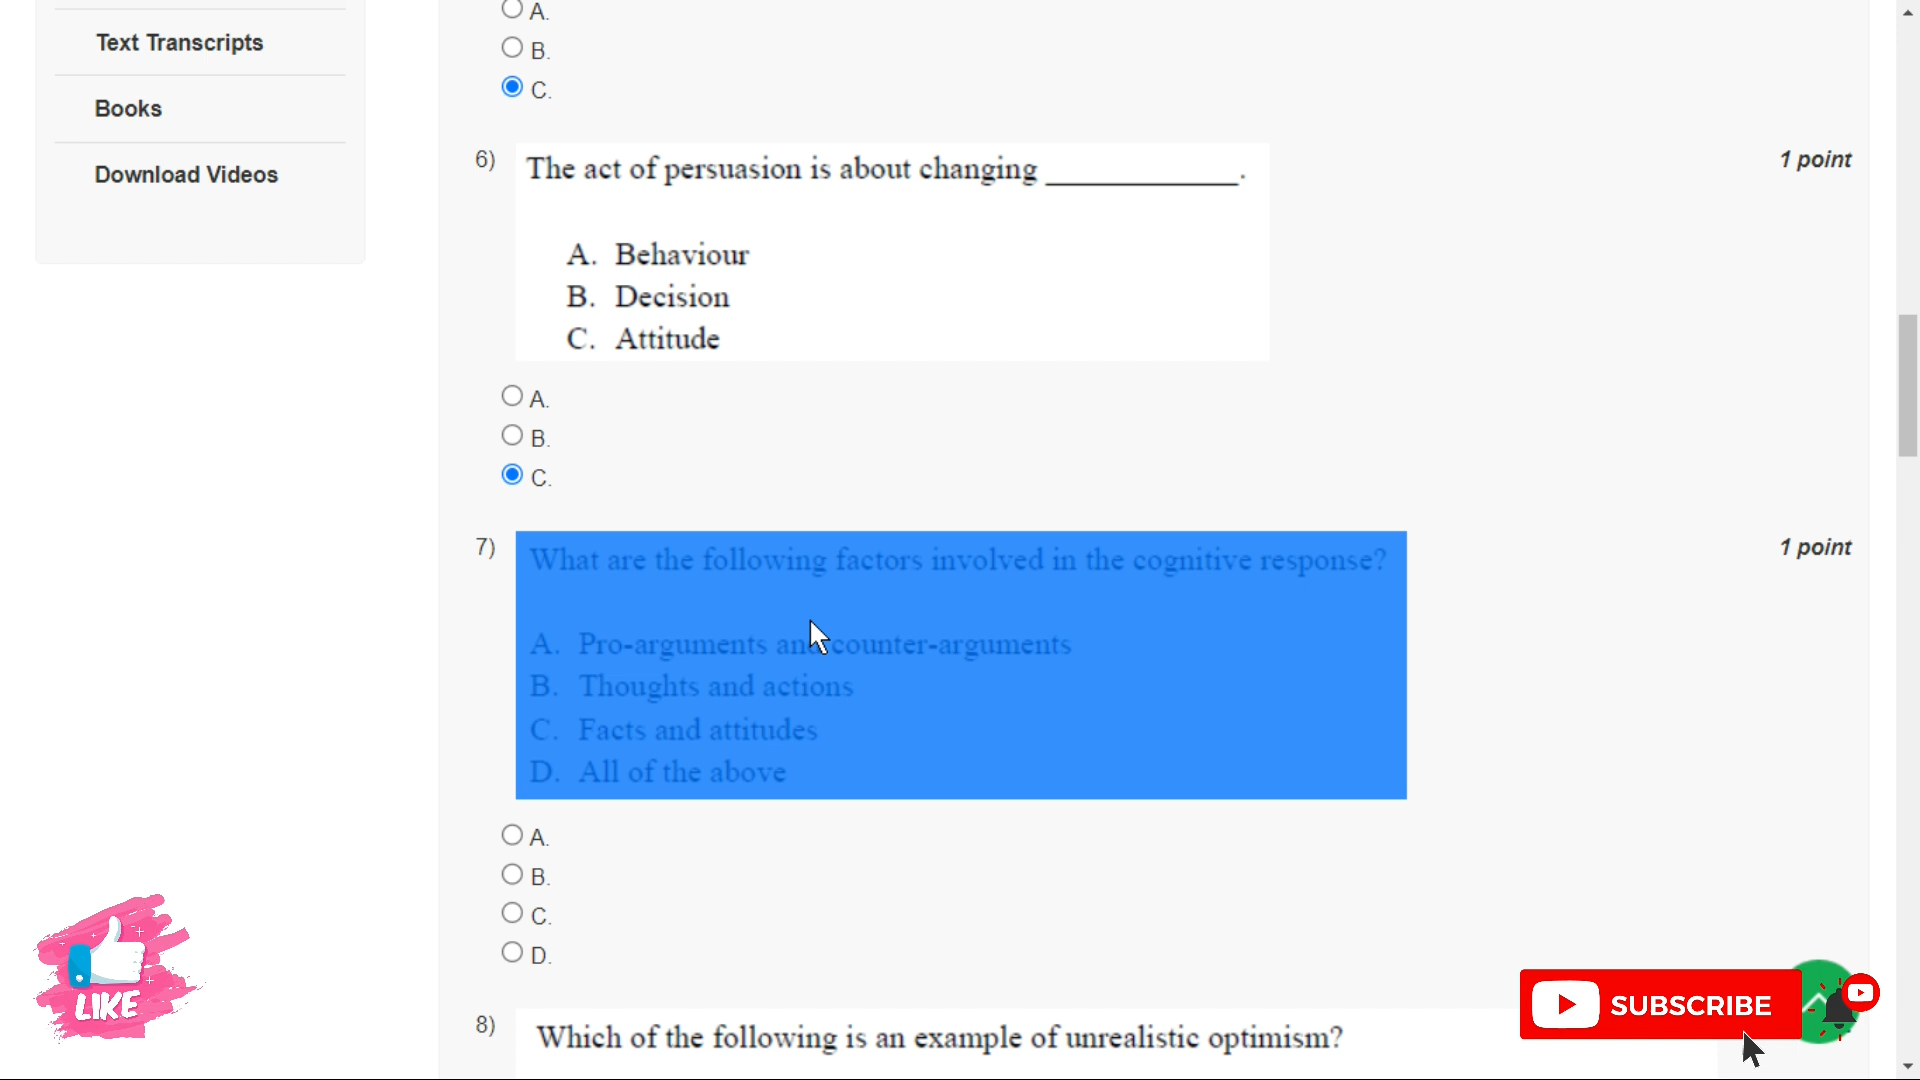 Text Transcripts
Books
Download Videos
A.
B.
C.
6)
The act of persuasion is about changing ____________.
1 point
A. Behaviour
B. Decision
C. Attitude
A.
B.
C.
7)
What are the following factors involved in the cognitive response?
1 point
A. Pro-arguments and counter-arguments
B. Thoughts and actions
C. Facts and attitudes
D. All of the above
A.
B.
C.
D.
8)
Which of the following is an example of unrealistic optimism?
LIKE
SUBSCRIBE